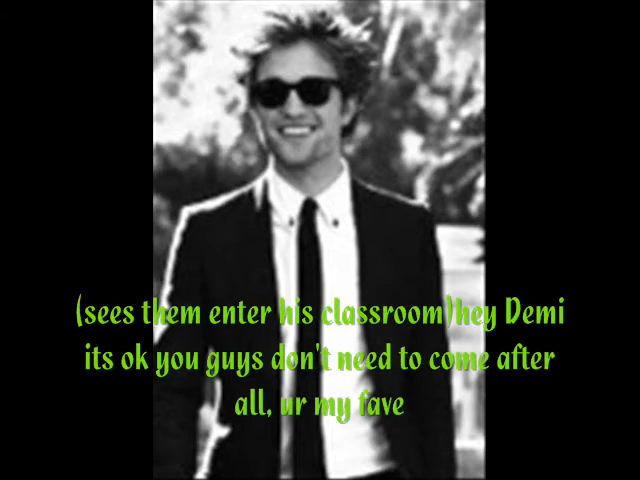 (sees them enter his classroom)hey Demi
its ok you guys don't need to come after
all, ur my fave